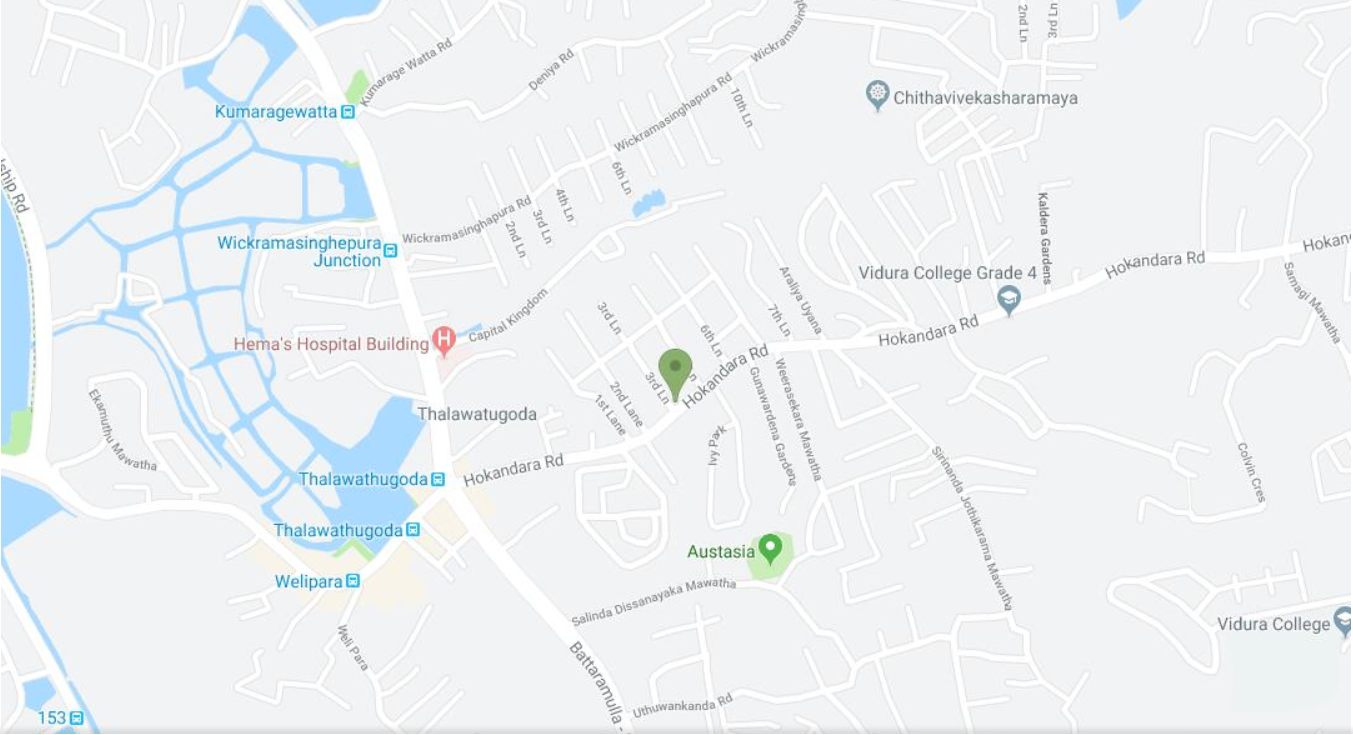 2nd Ln
3rd Ln
Wickramasingh
Kumarage Watta Rd
Deniya Rd
Wickramasinghapura Rd
10th Ln
Chithavivekasharamaya
Kumaragewatta
ship Rd
6th Ln
4th Ln
3rd Ln
2nd Ln
Wickramasinghapura Rd
Kaldera Gardens
Wickramasinghepura
Junction
Hokan
Hokandara Rd
Vidura College Grade 4
Araliya Uyana
Samagi Mawatha
Capital Kingdom
3rd Ln
6th Ln
7th Ln
Hokandara Rd
Hema's Hospital Building
Hokandara Rd
Ln
3rd Ln
2nd Lane
1st Lane
Thalawatugoda
Ekamuthu Mawatha
Gunawardena Gardens
Weerasekara Mawatha
Ivy Park
Hokandara Rd
Thalawathugoda
Sirinanda Jothikarama Mawatha
Colvin Cres
Thalawathugoda
Austasia
Welipara
Salinda Dissanayaka Mawatha
Weli Para
Vidura College
Battaramulla -
Uthuwankanda Rd
153